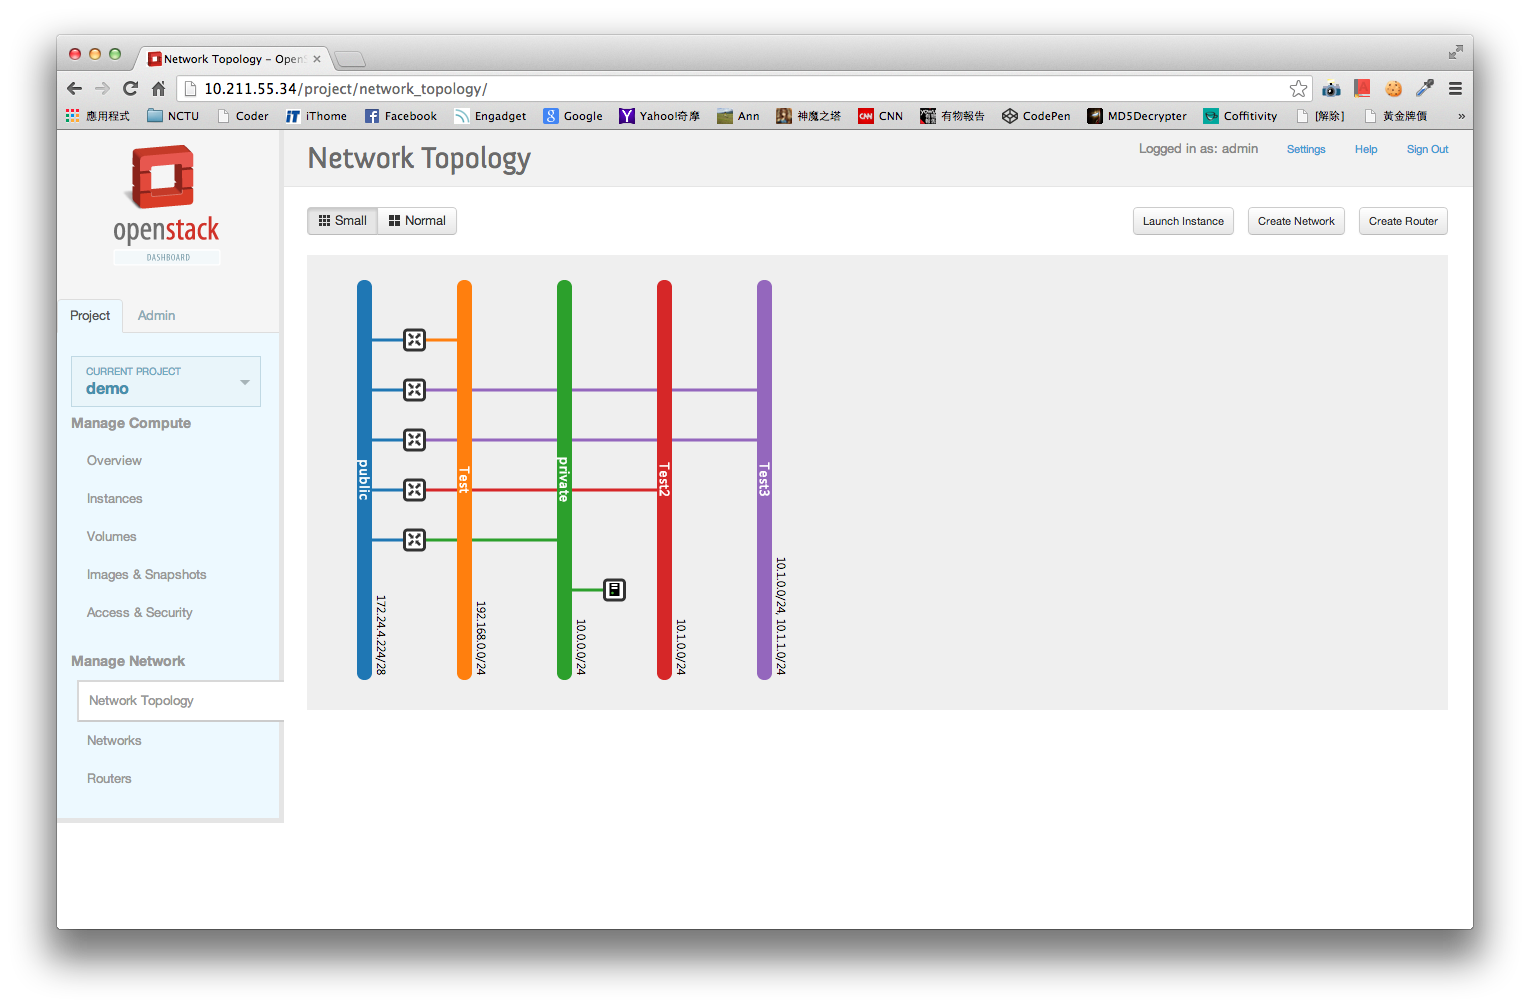 Network Topology – OpenS
10.211.55.34/project/network_topology/
應用程式 NCTU Coder iThome Facebook Engadget Google Yahoo!奇摩 Ann 神魔之塔 CNN 有物報告 CodePen MD5Decrypter Coffitivity [解除] 黃金牌價 »
openstack
DASHBOARD
Network Topology
Logged in as: admin Settings Help Sign Out
Small Normal
Launch Instance Create Network Create Router
Project Admin
CURRENT PROJECT
demo
Manage Compute
Overview
Instances
Volumes
Images & Snapshots
Access & Security
Manage Network
Network Topology
Networks
Routers
public
172.24.4.224/28
Test
192.168.0.0/24
private
10.0.0.0/24
Test2
10.1.0.0/24
Test3
10.1.0.0/24, 10.1.1.0/24